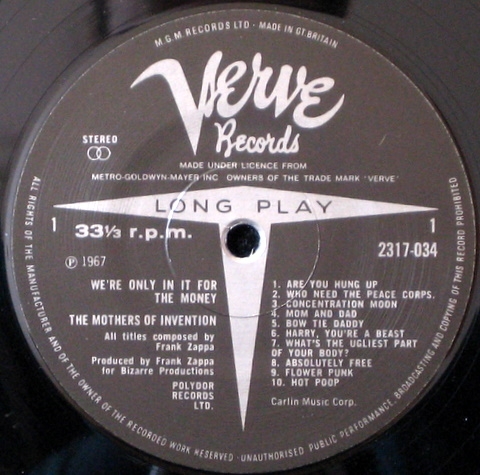 M.G.M RECORDS LTD · MADE IN GT. BRITAIN
Verve
Records
STEREO
MADE UNDER LICENCE FROM
METRO-GOLDWYN-MAYER INC OWNERS OF THE TRADE MARK "VERVE"
LONG PLAY
1
33⅓ r.p.m.
1
2317-034
℗ 1967
WE'RE ONLY IN IT FOR
THE MONEY
THE MOTHERS OF INVENTION
All titles composed by
Frank Zappa
Produced by Frank Zappa
for Bizarre Productions
POLYDOR
RECORDS
LTD.
1. ARE YOU HUNG UP
2. WHO NEED THE PEACE CORPS.
3. CONCENTRATION MOON
4. MOM AND DAD
5. BOW TIE DADDY
6. HARRY, YOU'RE A BEAST
7. WHAT'S THE UGLIEST PART
OF YOUR BODY?
8. ABSOLUTELY FREE
9. FLOWER PUNK
10. HOT POOP
Carlin Music Corp.
ALL RIGHTS OF THE MANUFACTURER AND OF THE OWNER OF THE RECORDED WORK RESERVED · UNAUTHORISED PUBLIC PERFORMANCE, BROADCASTING AND COPYING OF THIS RECORD PROHIBITED